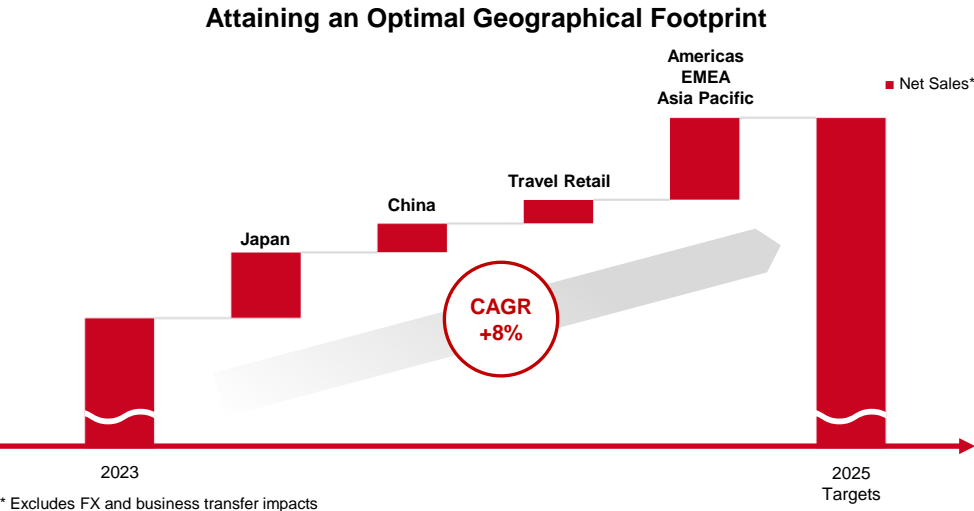 Attaining an Optimal Geographical Footprint
Americas
EMEA
Asia Pacific
Net Sales*
Travel Retail
China
Japan
CAGR
+8%
2023
2025
Targets
* Excludes FX and business transfer impacts